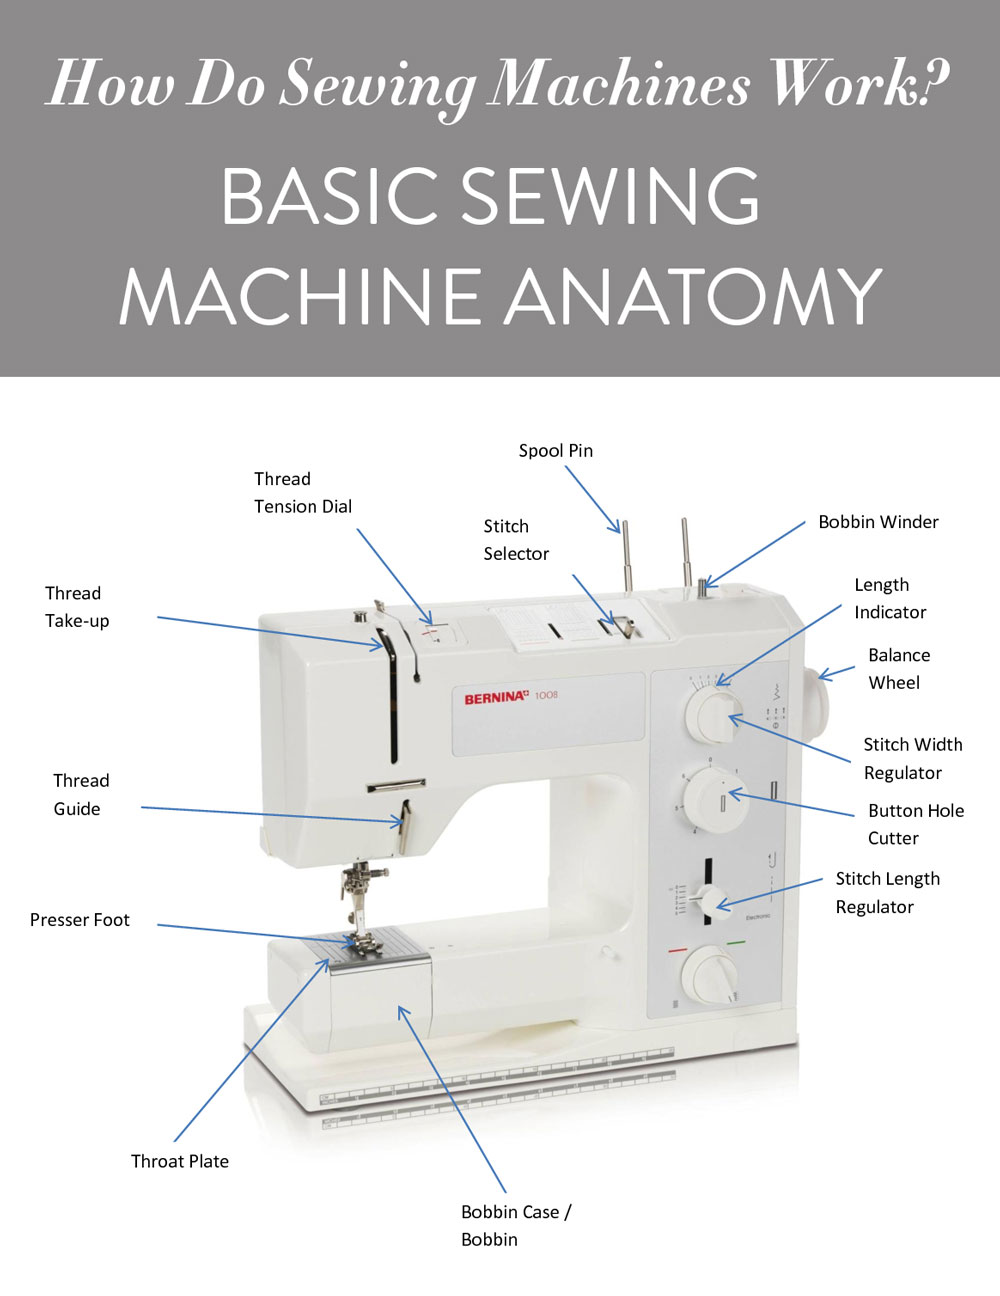 How Do Sewing Machines Work?
BASIC SEWING
MACHINE ANATOMY
Spool Pin
Thread
Tension Dial
Stitch
Selector
Bobbin Winder
Thread
Take-up
Length
Indicator
Balance
Wheel
BERNINA 1008
Stitch Width
Regulator
Thread
Guide
Button Hole
Cutter
Stitch Length
Regulator
Electronic
Presser Foot
Throat Plate
Bobbin Case /
Bobbin